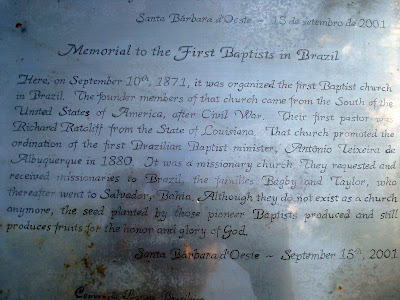 Santa Bárbara d'Oeste ~ 15 de setembro de 2001
Memorial to the First Baptists in Brazil
Here, on September 10th, 1871, it was organized the first Baptist church
in Brazil. The founder members of that church came from the South of the
United States of America, after Civil War. Their first pastor was
Richard Ratcliff from the State of Louisiana. That church promoted the
ordination of the first Brazilian Baptist minister, Antônio Teixeira de
Albuquerque in 1880. It was a missionary church. They requested and
received missionaries to Brazil, the families Bagby and Taylor, who
thereafter went to Salvador, Bahia. Although they do not exist as a church
anymore, the seed planted by those pioneer Baptists produced and still
produces fruits for the honor and glory of God.
Santa Bárbara d'Oeste ~ September 15th, 2001